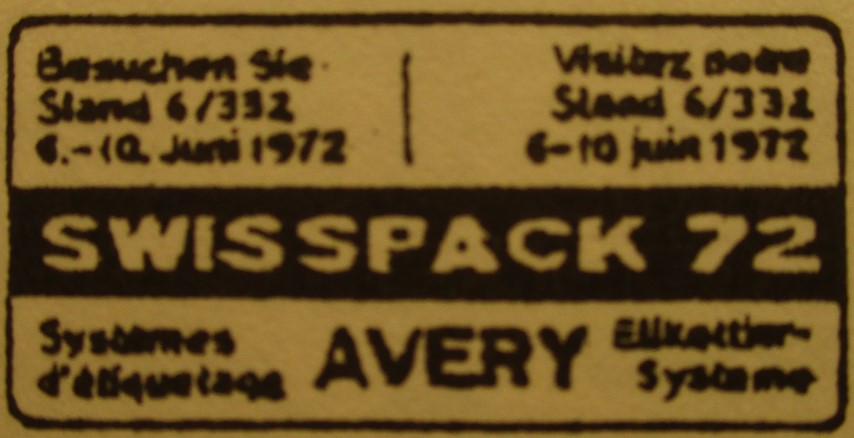 Besuchen Sie
Stand 6/332
6.-10. Juni 1972
Visitez notre
Stand 6/332
6-10 juin 1972
SWISSPACK 72
Systèmes
d'étiquetage
AVERY
Etikettier-
Systeme